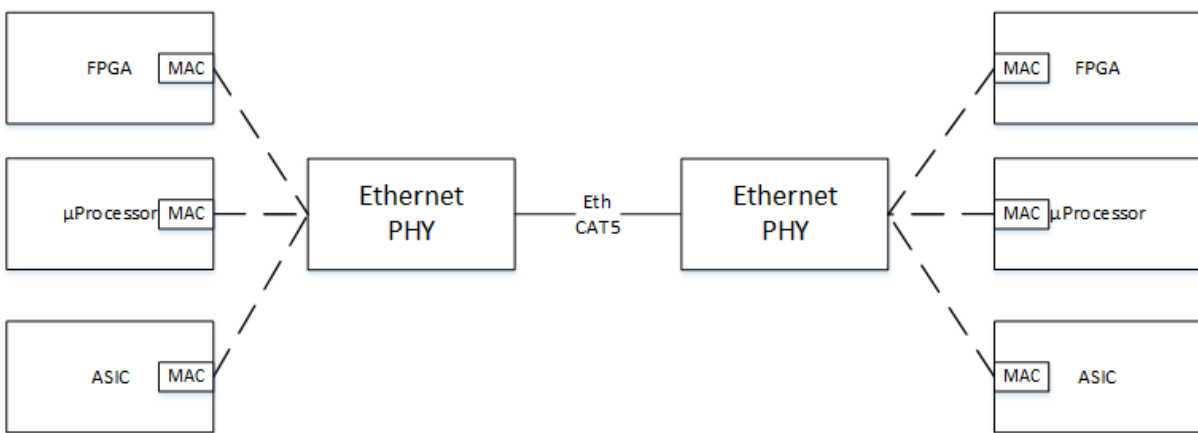 FPGA
MAC
MAC
FPGA
µProcessor
MAC
Ethernet
PHY
Eth
CAT5
Ethernet
PHY
MAC
µProcessor
ASIC
MAC
MAC
ASIC